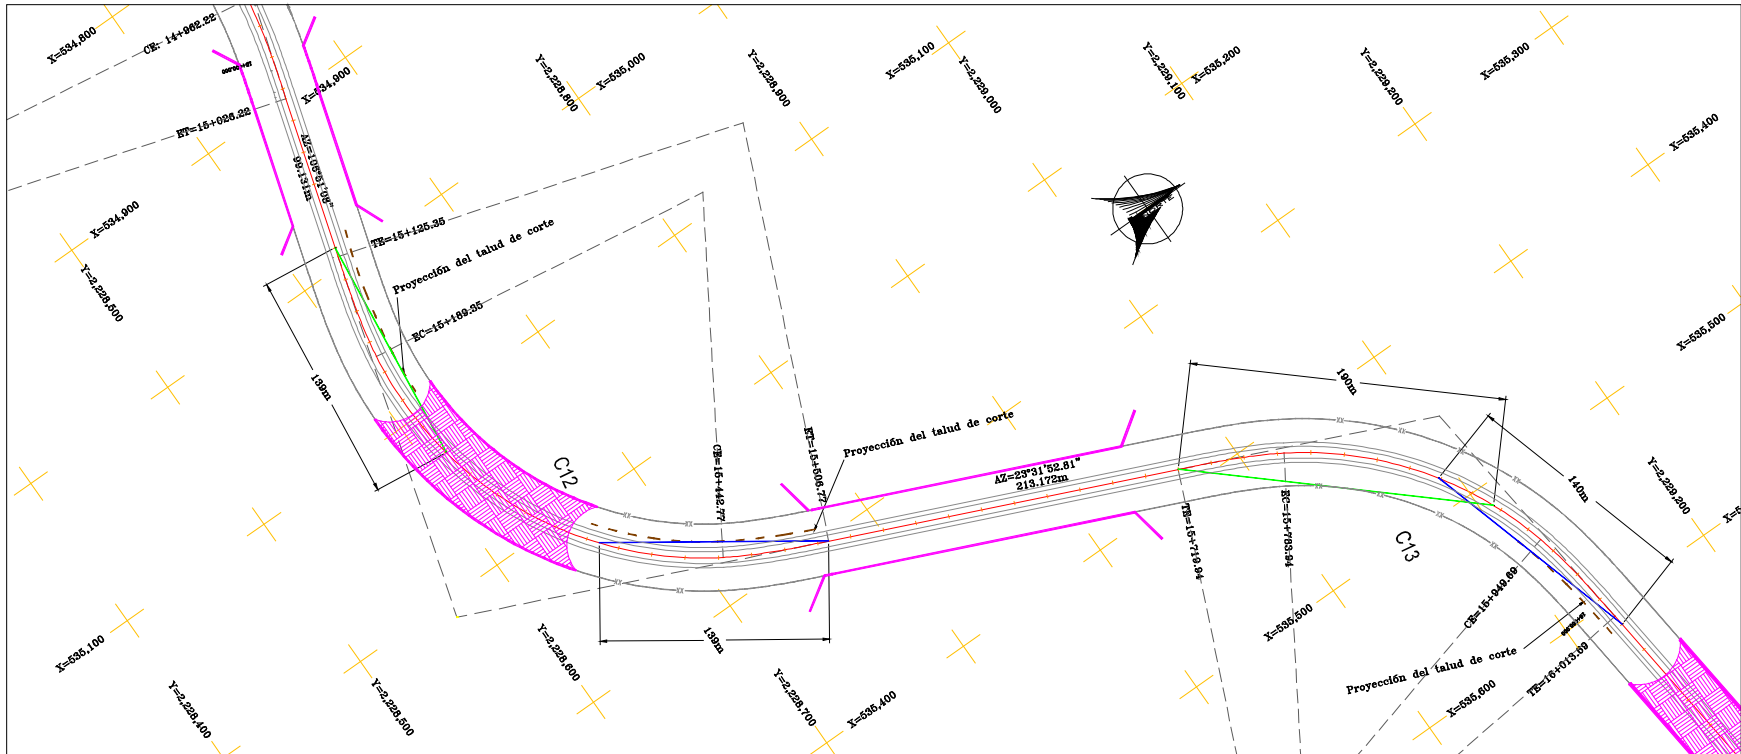 X=534,800
CE: 14+962.22
X=534,900
ET=15+026.22
AZ=106°51'08"
99.131m
Y=2,228,800
X=535,000
Y=2,228,900
X=535,100
Y=2,229,000
Y=2,229,100
X=535,200
Y=2,229,200
X=535,300
X=535,400
X=534,900
Y=2,228,500
TE=15+125.35
Proyección del talud de corte
EC=15+189.35
139m
C12
CE=15+442.77
ET=15+506.77
Proyección del talud de corte
AZ=23°31'52.81"
213.172m
190m
140m
X=535,500
Y=2,229,200
TE=15+719.94
EC=15+783.94
C13
CE=15+949.69
X=535,500
TE=16+013.69
Proyección del talud de corte
X=535,600
139m
X=535,100
Y=2,228,400
Y=2,228,500
Y=2,228,600
Y=2,228,700
X=535,400